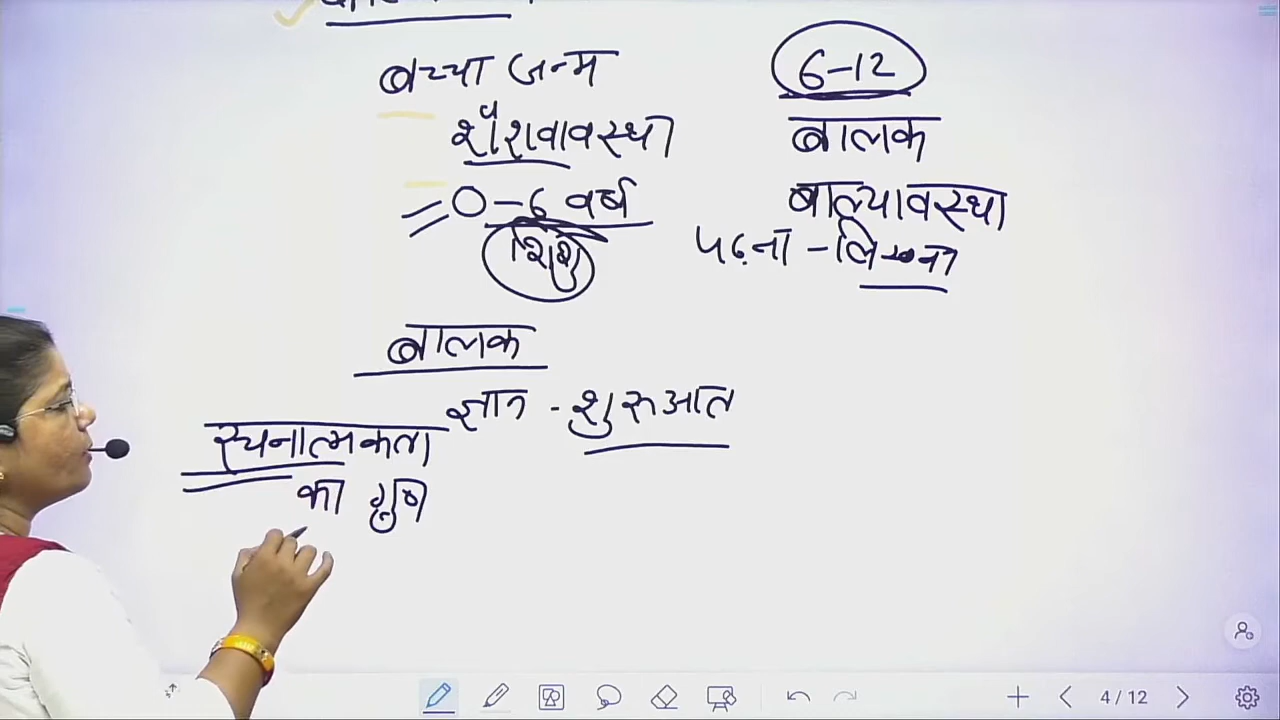 बच्चा जन्म
शैशवावस्था
0-6 वर्ष
शिशु
6-12
बालक
बाल्यावस्था
पढ़ना - लिखना
बालक
ज्ञान - शुरुआत
रचनात्मकता
का गुण
4/12